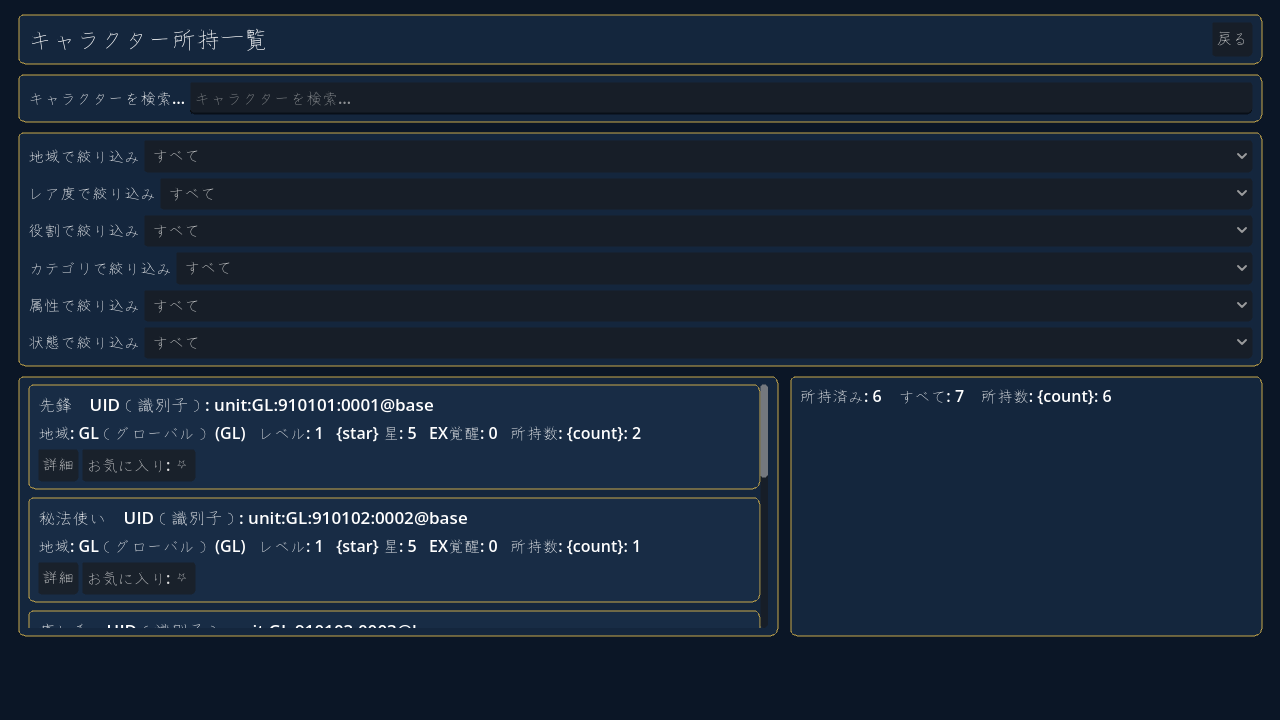 キャラクター所持一覧
戻る
キャラクターを検索... キャラクターを検索...
地域で絞り込み すべて
レア度で絞り込み すべて
役割で絞り込み すべて
カテゴリで絞り込み すべて
属性で絞り込み すべて
状態で絞り込み すべて
先鋒 UID（識別子）: unit:GL:910101:0001@base
地域: GL（グローバル）(GL) レベル: 1 {star} 星: 5 EX覚醒: 0 所持数: {count}: 2
詳細 お気に入り: ☆
秘法使い UID（識別子）: unit:GL:910102:0002@base
地域: GL（グローバル）(GL) レベル: 1 {star} 星: 5 EX覚醒: 0 所持数: {count}: 1
詳細 お気に入り: ☆
UID（識別子）
所持済み: 6 すべて: 7 所持数: {count}: 6